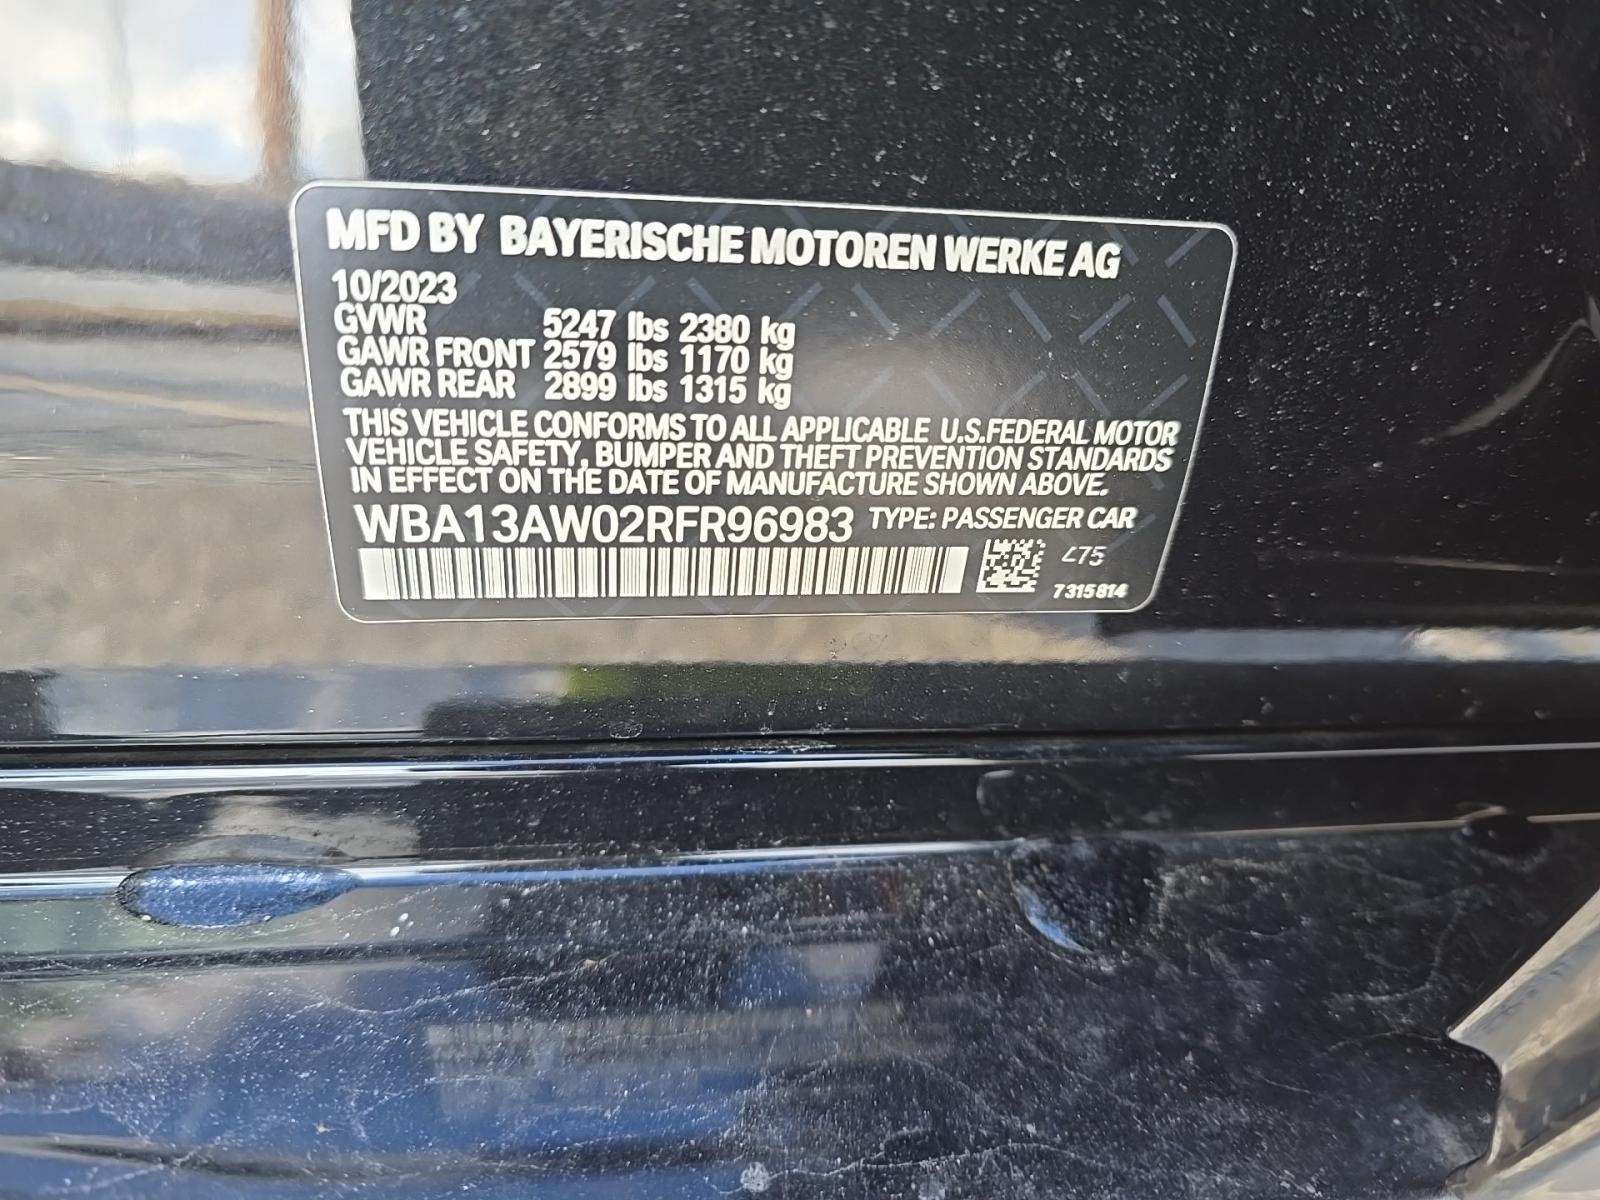 MFD BY BAYERISCHE MOTOREN WERKE AG
10/2023
GVWR 5247 lbs 2380 kg
GAWR FRONT 2579 lbs 1170 kg
GAWR REAR 2899 lbs 1315 kg
THIS VEHICLE CONFORMS TO ALL APPLICABLE U.S.FEDERAL MOTOR
VEHICLE SAFETY, BUMPER AND THEFT PREVENTION STANDARDS
IN EFFECT ON THE DATE OF MANUFACTURE SHOWN ABOVE.
WBA13AW02RFR96983 TYPE: PASSENGER CAR
475
7315814